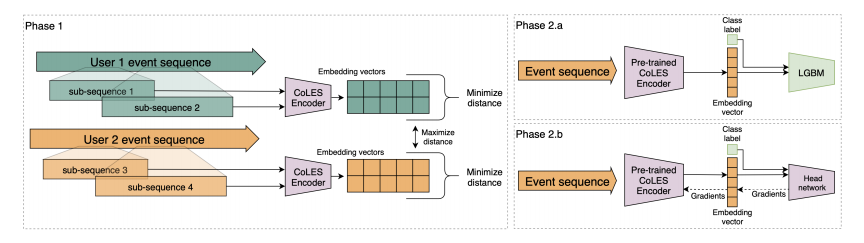 Phase 1
User 1 event sequence
sub-sequence 1
sub-sequence 2
CoLES
Encoder
Embedding vectors
Minimize
distance
Maximize
distance
User 2 event sequence
sub-sequence 3
sub-sequence 4
CoLES
Encoder
Embedding vectors
Minimize
distance
Phase 2.a
Event sequence
Pre-trained
CoLES
Encoder
Class
label
Embedding
vector
LGBM
Phase 2.b
Event sequence
Pre-trained
CoLES
Encoder
Class
label
Gradients
Gradients
Embedding
vector
Head
network